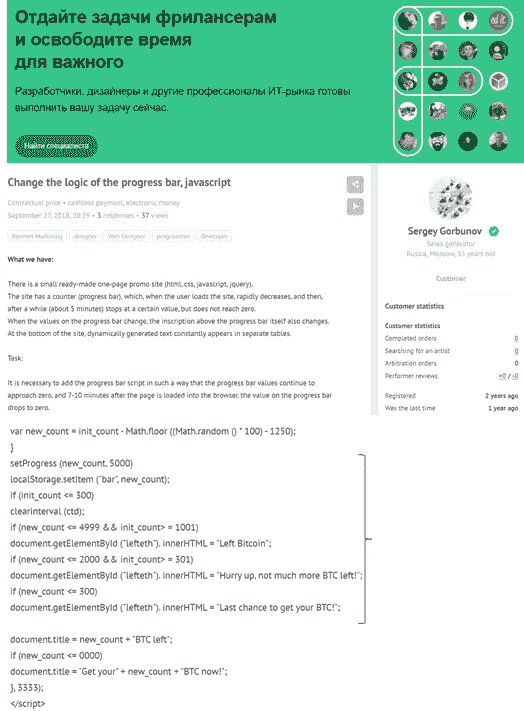 Отдайте задачи фрилансерам
и освободите время
для важного
Разработчики, дизайнеры и другие профессионалы ИТ-рынка готовы
выполнить вашу задачу сейчас.
Найти специалиста
Change the logic of the progress bar, javascript
Contractual price • cashless payment, electronic money
September 27, 2018, 20:29 • 3 responses • 37 views
Internet Marketing designer Web Designer programmer developer
What we have:
There is a small ready-made one-page promo site (html, css, javascript, jquery).
The site has a counter (progress bar), which, when the user loads the site, rapidly decreases, and then,
after a while (about 5 minutes) stops at a certain value, but does not reach zero.
When the values on the progress bar change, the inscription above the progress bar itself also changes.
At the bottom of the site, dynamically generated text constantly appears in separate tables.
Task:
It is necessary to add the progress bar script in such a way that the progress bar values continue to
approach zero, and 7-10 minutes after the page is loaded into the browser, the value on the progress bar
drops to zero.
Sergey Gorbunov
Sales generator
Russia, Moscow, 35 years old
Customer
Customer statistics
Customer statistics
Completed orders 0
Searching for an artist 0
Arbitration orders 0
Performer reviews +0 / -0
Registered 2 years ago
Was the last time 1 year ago
var new_count = init_count - Math.floor ((Math.random () * 100) - 1250);
}
setProgress (new_count, 5000)
localStorage.setItem ("bar", new_count);
if (init_count <= 300)
clearinterval (ctd);
if (new_count <= 4999 && init_count> = 1001)
document.getElementById ("lefteth"). innerHTML = "Left Bitcoin";
if (new_count <= 2000 && init_count> = 301)
document.getElementById ("lefteth"). innerHTML = "Hurry up, not much more BTC left!";
if (new_count <= 300)
document.getElementById ("lefteth"). innerHTML = "Last chance to get your BTC!";
document.title = new_count + "BTC left";
if (new_count <= 0000)
document.title = "Get your" + new_count + "BTC now!";
}, 3333);
</script>